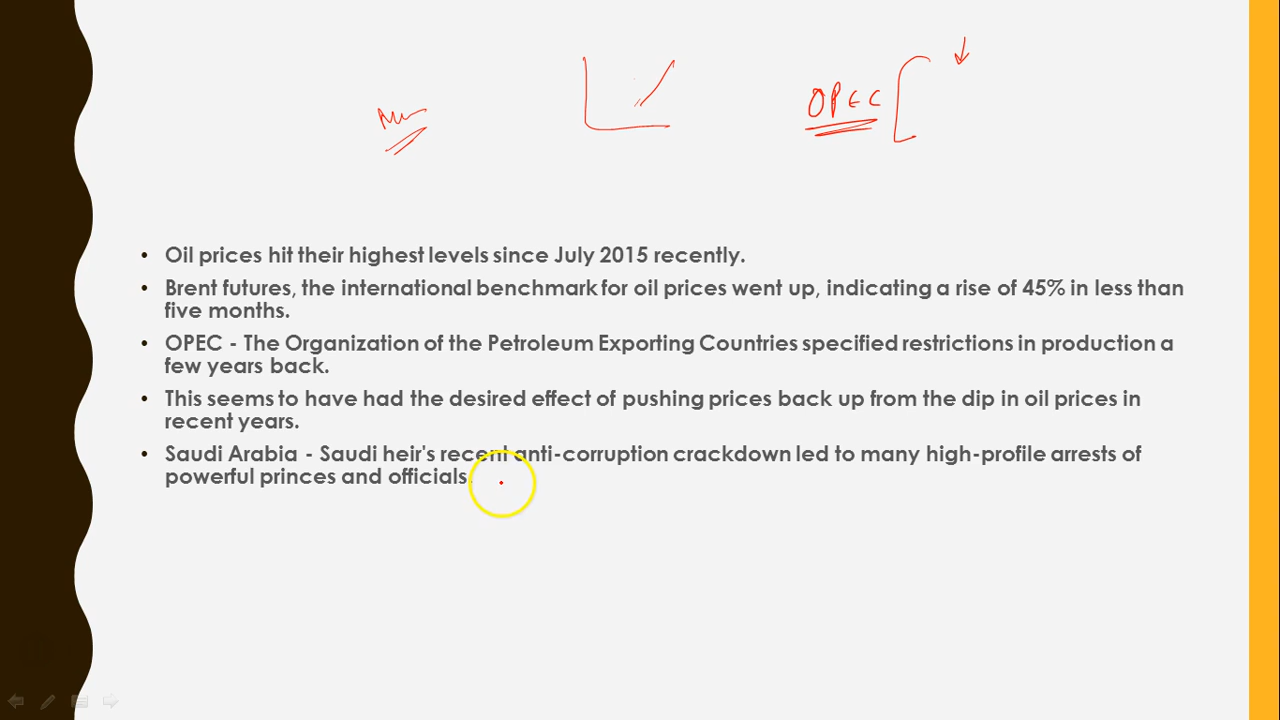 OPEC
• Oil prices hit their highest levels since July 2015 recently.
• Brent futures, the international benchmark for oil prices went up, indicating a rise of 45% in less than
five months.
• OPEC - The Organization of the Petroleum Exporting Countries specified restrictions in production a
few years back.
• This seems to have had the desired effect of pushing prices back up from the dip in oil prices in
recent years.
• Saudi Arabia - Saudi heir's recent anti-corruption crackdown led to many high-profile arrests of
powerful princes and officials.